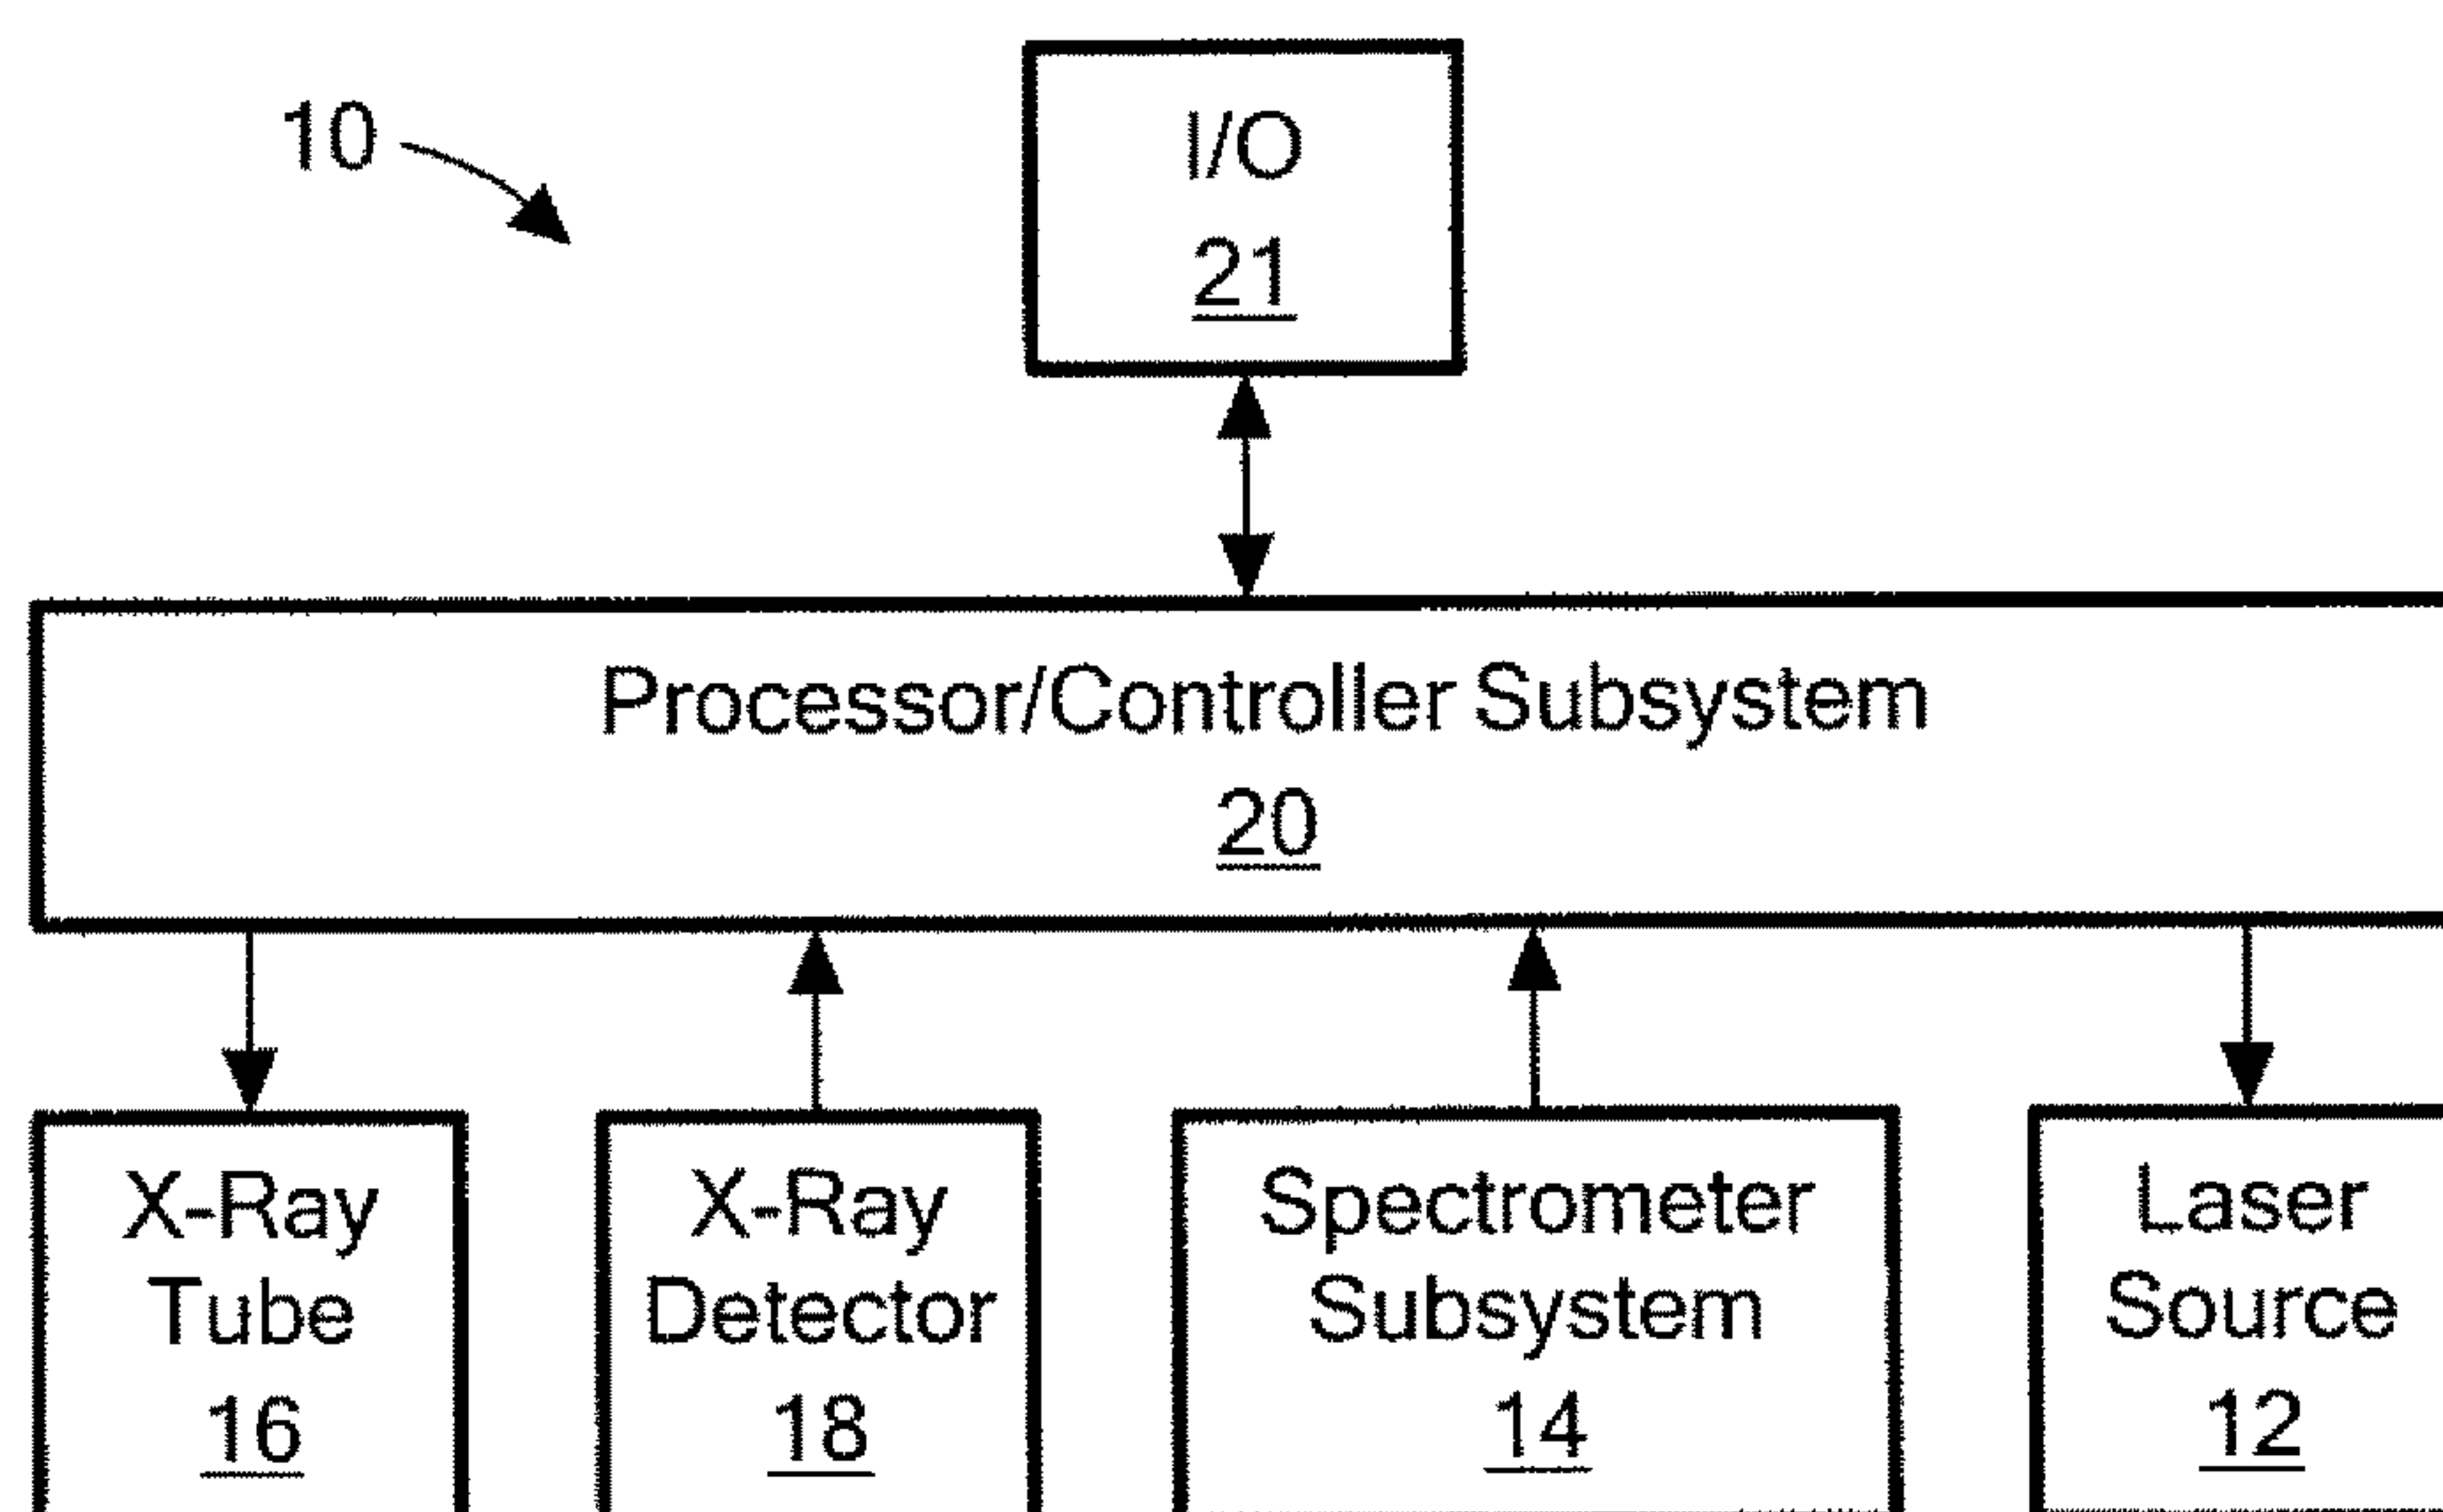 10
I/O
21
Processor/Controller Subsystem
20
X-Ray
Tube
16
X-Ray
Detector
18
Spectrometer
Subsystem
14
Laser
Source
12